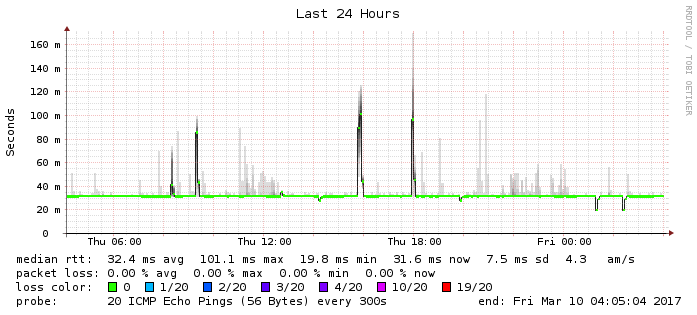 Last 24 Hours
RRDTOOL / TOBI OETIKER
Seconds
160 m
140 m
120 m
100 m
80 m
60 m
40 m
20 m
0
Thu 06:00 Thu 12:00 Thu 18:00 Fri 00:00
median rtt: 32.4 ms avg 101.1 ms max 19.8 ms min 31.6 ms now 7.5 ms sd 4.3 am/s
packet loss: 0.00 % avg 0.00 % max 0.00 % min 0.00 % now
loss color: 0 1/20 2/20 3/20 4/20 10/20 19/20
probe: 20 ICMP Echo Pings (56 Bytes) every 300s end: Fri Mar 10 04:05:04 2017